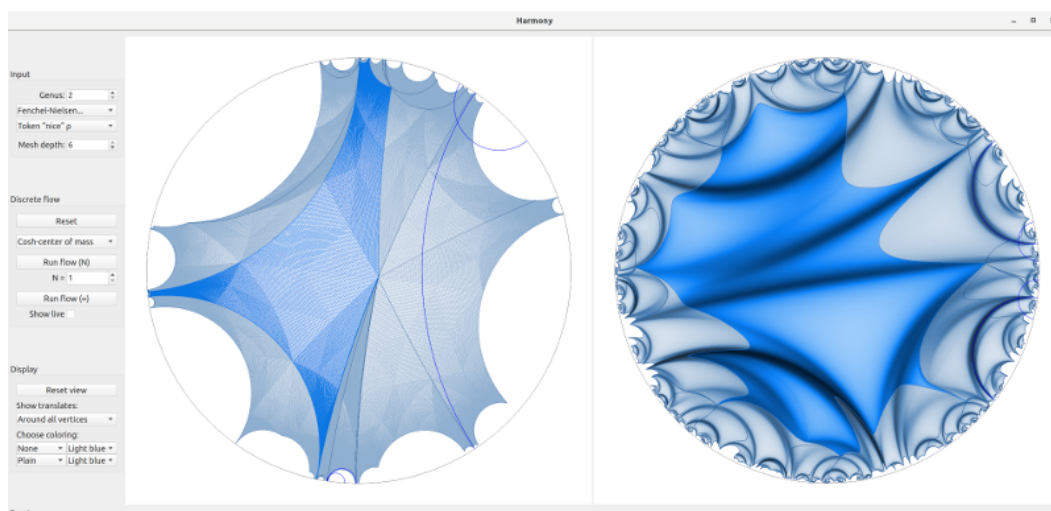 Harmony
Input
Genus: 2
Fenchel-Nielsen...
Token "nice" ρ
Mesh depth: 6
Discrete flow
Reset
Cosh-center of mass
Run flow (N)
N = 1
Run flow (∞)
Show live
Display
Reset view
Show translates:
Around all vertices
Choose coloring:
None Light blue
Plain Light blue